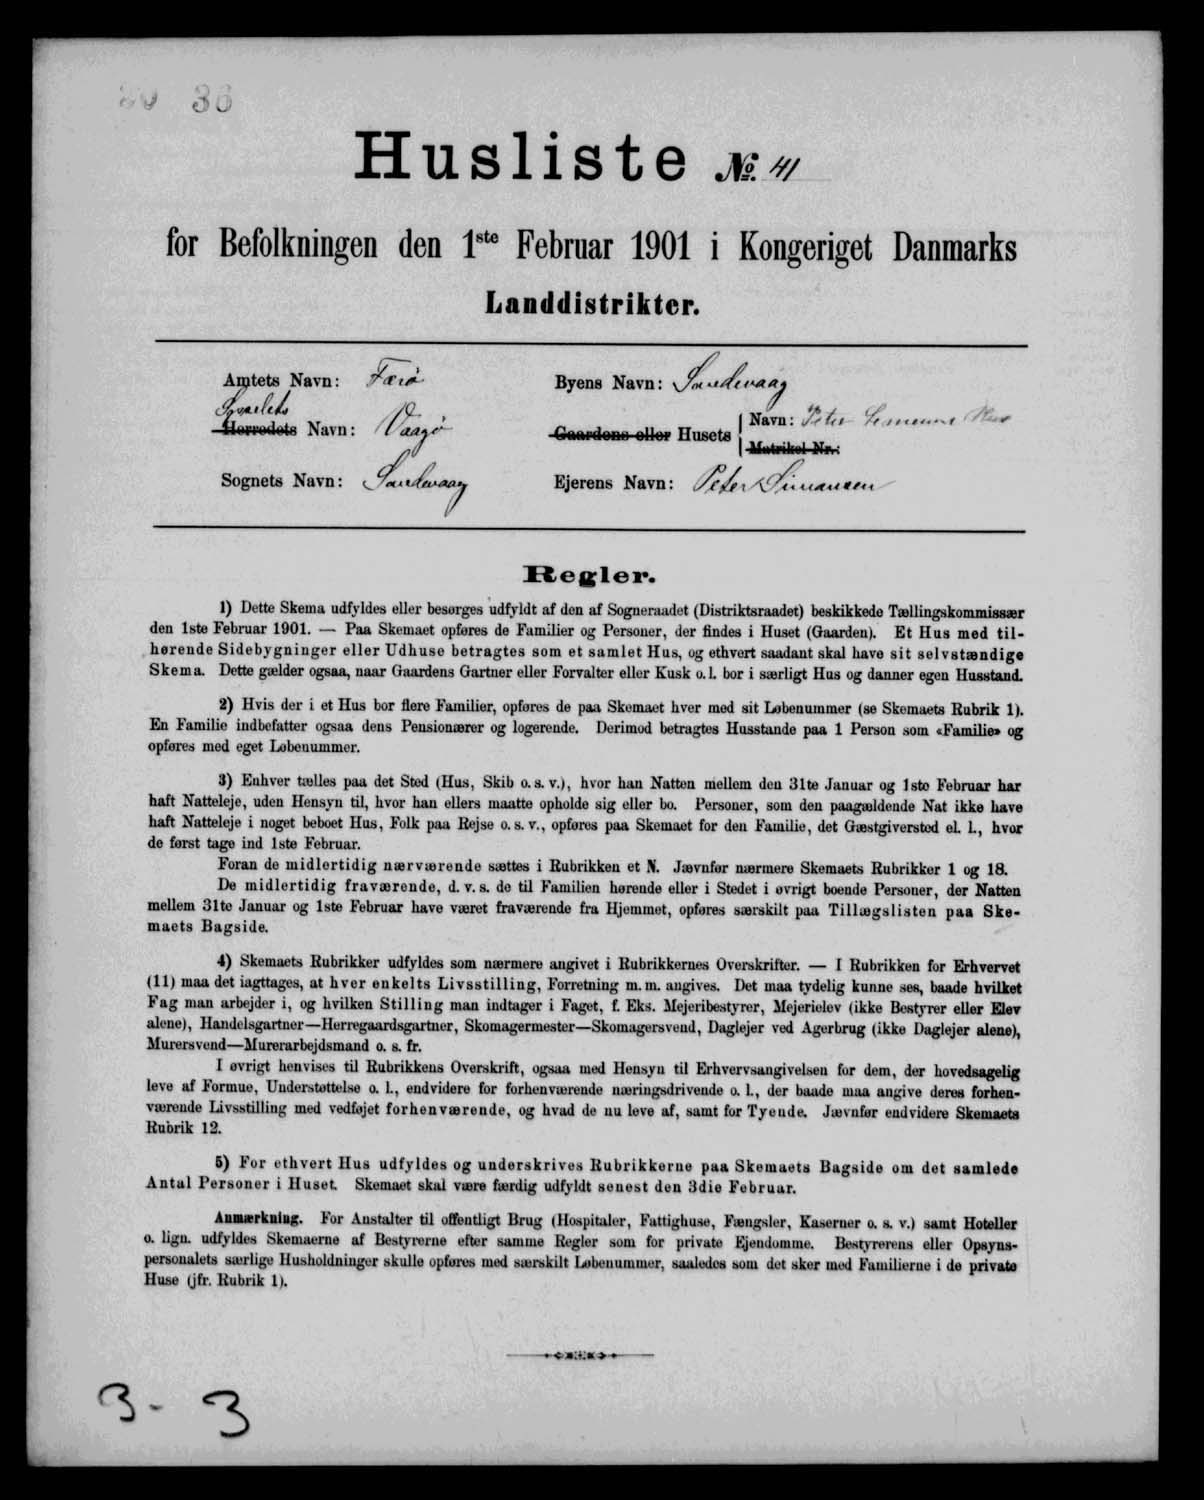 36
Husliste № 41
for Befolkningen den 1ste Februar 1901 i Kongeriget Danmarks
Landdistrikter.
Amtets Navn: Færø
Byens Navn: Sandevaag
Sysselets
Herredets Navn: Vaagø
Gaardens eller Husets
Navn: Peter Simonsens Hus
Matrikel-Nr.:
Sognets Navn: Sandevaag
Ejerens Navn: Peter Simonsen
Regler.
1) Dette Skema udfyldes eller besørges udfyldt af den af Sogneraadet (Distriktsraadet) beskikkede Tællingskommissær
den 1ste Februar 1901. — Paa Skemaet opføres de Familier og Personer, der findes i Huset (Gaarden). Et Hus med til-
hørende Sidebygninger eller Udhuse betragtes som et samlet Hus, og ethvert saadant skal have sit selvstændige
Skema. Dette gælder ogsaa, naar Gaardens Gartner eller Forvalter eller Kusk o. l. bor i særligt Hus og danner egen Husstand.
2) Hvis der i et Hus bor flere Familier, opføres de paa Skemaet hver med sit Løbenummer (se Skemaets Rubrik 1).
En Familie indbefatter ogsaa dens Pensionærer og logerende. Derimod betragtes Husstande paa 1 Person som «Familie» og
opføres med eget Løbenummer.
3) Enhver tælles paa det Sted (Hus, Skib o. s. v.), hvor han Natten mellem den 31te Januar og 1ste Februar har
haft Natteleje, uden Hensyn til, hvor han ellers maatte opholde sig eller bo. Personer, som den paagældende Nat ikke have
haft Natteleje i noget beboet Hus, Folk paa Rejse o. s. v., opføres paa Skemaet for den Familie, det Gæstgiversted el. l., hvor
de først tage ind 1ste Februar.
Foran de midlertidig nærværende sættes i Rubrikken et N. Jævnfør nærmere Skemaets Rubrikker 1 og 18.
De midlertidig fraværende, d. v. s. de til Familien hørende eller i Stedet i øvrigt boende Personer, der Natten
mellem 31te Januar og 1ste Februar have været fraværende fra Hjemmet, opføres særskilt paa Tillægslisten paa Ske-
maets Bagside.
4) Skemaets Rubrikker udfyldes som nærmere angivet i Rubrikkernes Overskrifter. — I Rubrikken for Erhvervet
(11) maa det iagttages, at hver enkelts Livsstilling, Forretning m. m. angives. Det maa tydelig kunne ses, baade hvilket
Fag man arbejder i, og hvilken Stilling man indtager i Faget, f. Eks. Mejeribestyrer, Mejerielev (ikke Bestyrer eller Elev
alene), Handelsgartner—Herregaardsgartner, Skomagermester—Skomagersvend, Daglejer ved Agerbrug (ikke Daglejer alene),
Murersvend—Murerarbejdsmand o. s. fr.
I øvrigt henvises til Rubrikkens Overskrift, ogsaa med Hensyn til Erhvervsangivelsen for dem, der hovedsagelig
leve af Formue, Understøttelse o. l., endvidere for forhenværende næringsdrivende o. l., der baade maa angive deres forhen-
værende Livsstilling med vedføjet forhenværende, og hvad de nu leve af, samt for Tyende. Jævnfør endvidere Skemaets
Rubrik 12.
5) For ethvert Hus udfyldes og underskrives Rubrikkerne paa Skemaets Bagside om det samlede
Antal Personer i Huset. Skemaet skal være færdig udfyldt senest den 3die Februar.
Anmærkning. For Anstalter til offentligt Brug (Hospitaler, Fattighuse, Fængsler, Kaserner o. s. v.) samt Hoteller
o. lign. udfyldes Skemaerne af Bestyrerne efter samme Regler som for private Ejendomme. Bestyrerens eller Opsyns-
personalets særlige Husholdninger skulle opføres med særskilt Løbenummer, saaledes som det sker med Familierne i de private
Huse (jfr. Rubrik 1).
3 - 3